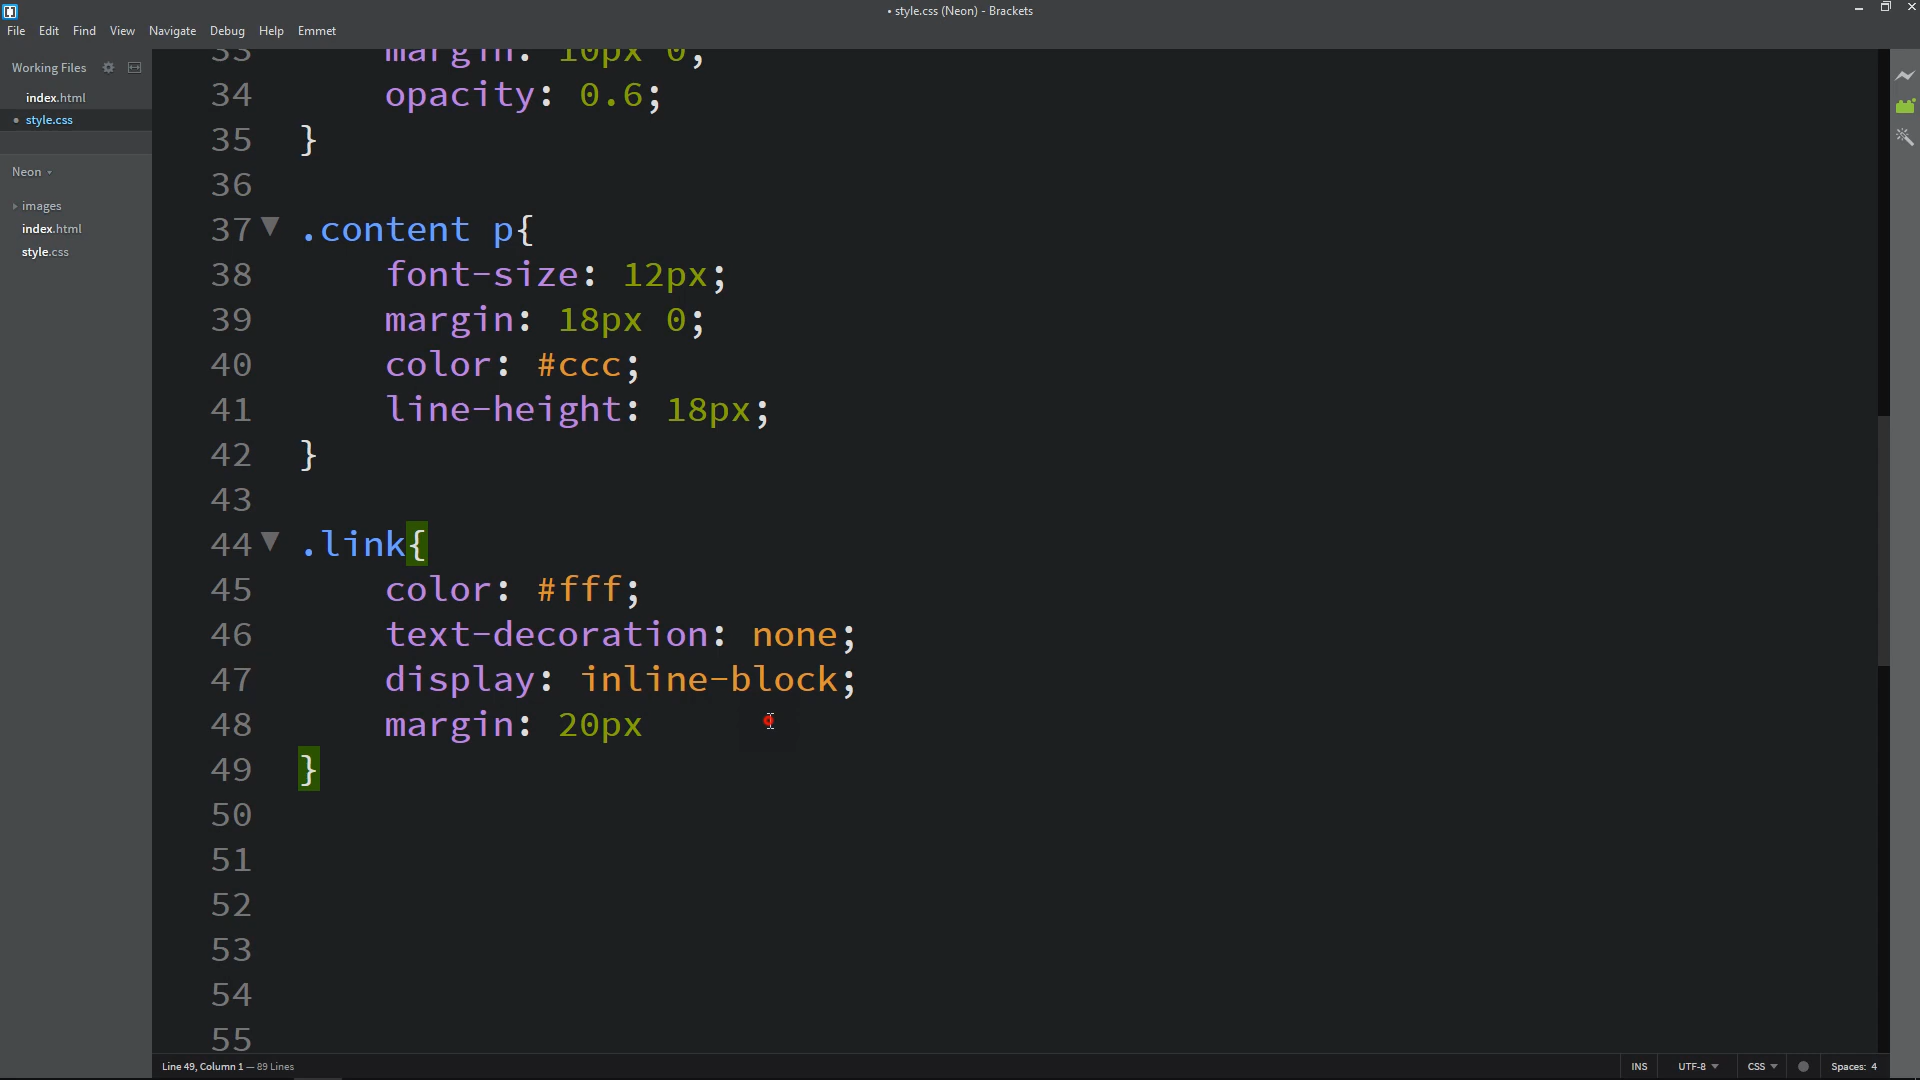 • style.css (Neon) - Brackets
File Edit Find View Navigate Debug Help Emmet
Working Files
index.html
• style.css
Neon
images
index.html
style.css
33 margin: 10px 0;
34 opacity: 0.6;
35 }
36
37 .content p{
38 font-size: 12px;
39 margin: 18px 0;
40 color: #ccc;
41 line-height: 18px;
42 }
43
44 .link{
45 color: #fff;
46 text-decoration: none;
47 display: inline-block;
48 margin: 20px
49 }
50
51
52
53
54
55
Line 49, Column 1 — 89 Lines
INS UTF-8 CSS Spaces: 4